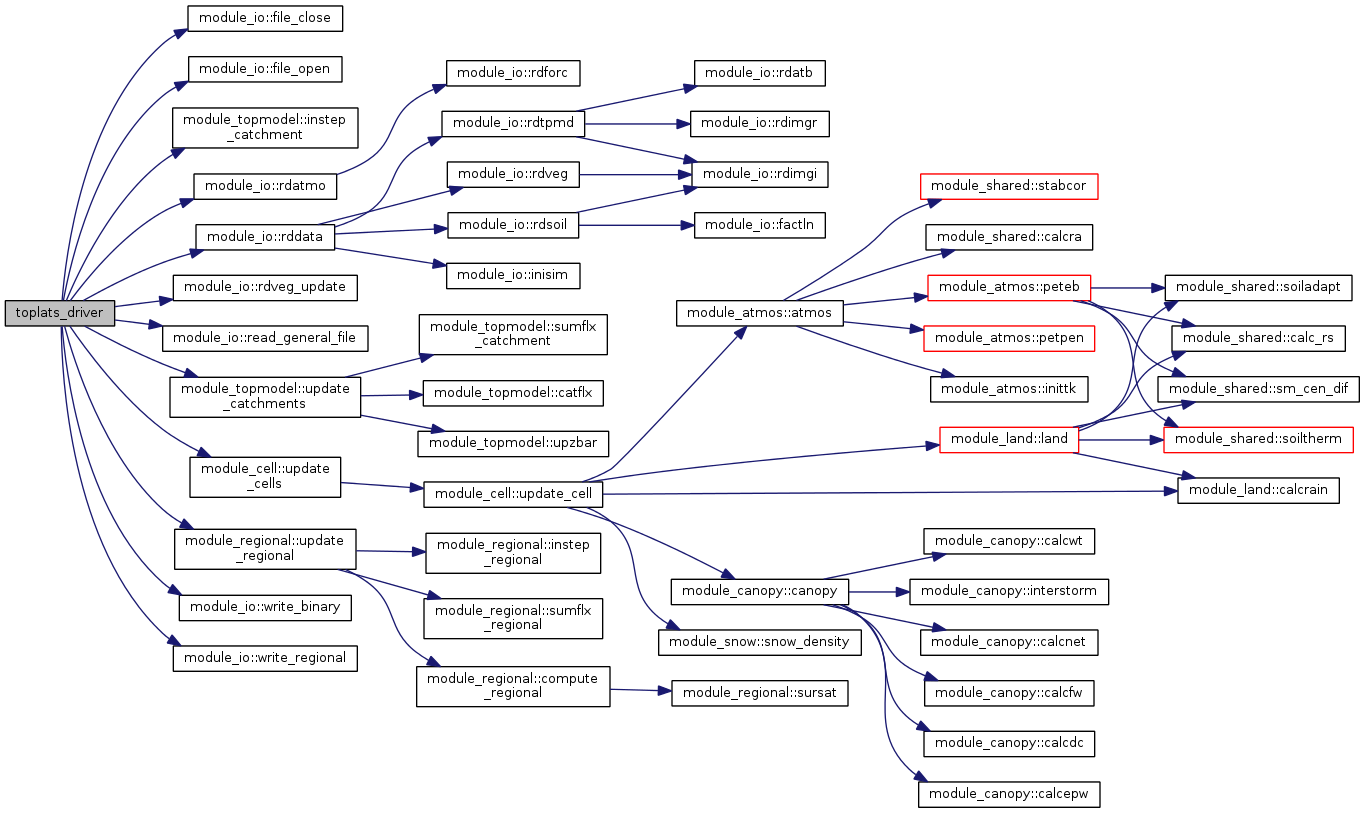 toplats_driver
module_io::file_close
module_io::file_open
module_topmodel::instep
_catchment
module_io::rdatmo
module_io::rddata
module_io::rdveg_update
module_io::read_general_file
module_topmodel::update
_catchments
module_cell::update
_cells
module_regional::update
_regional
module_io::write_binary
module_io::write_regional
module_io::rdforc
module_io::rdtpmd
module_io::rdveg
module_io::rdsoil
module_io::inisim
module_topmodel::sumflx
_catchment
module_topmodel::catflx
module_topmodel::upzbar
module_cell::update_cell
module_regional::instep
_regional
module_regional::sumflx
_regional
module_regional::compute
_regional
module_io::rdatb
module_io::rdimgr
module_io::rdimgi
module_io::factln
module_atmos::atmos
module_canopy::canopy
module_snow::snow_density
module_regional::sursat
module_shared::stabcor
module_shared::calcra
module_atmos::peteb
module_atmos::petpen
module_atmos::inittk
module_land::land
module_canopy::calcwt
module_canopy::interstorm
module_canopy::calcnet
module_canopy::calcfw
module_canopy::calcdc
module_canopy::calcepw
module_shared::soiladapt
module_shared::calc_rs
module_shared::sm_cen_dif
module_shared::soiltherm
module_land::calcrain